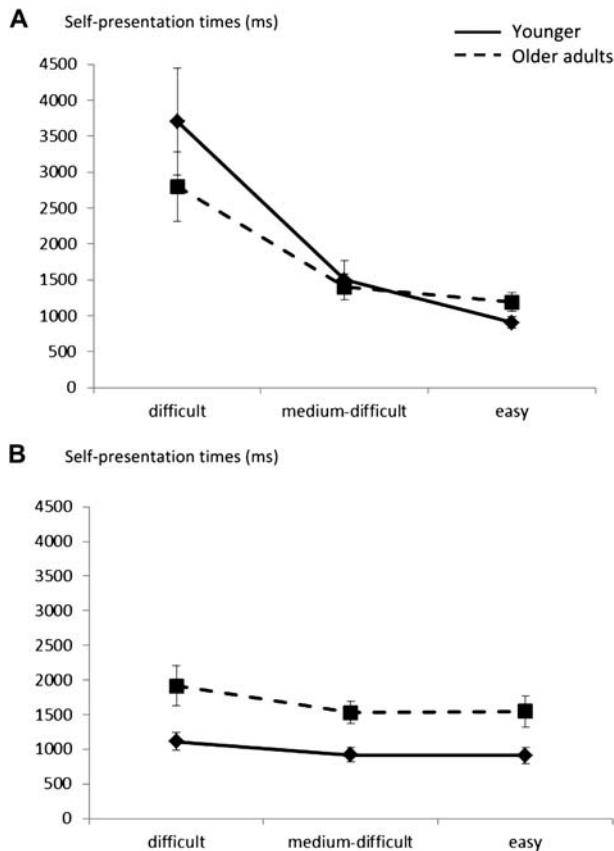 A
Self-presentation times (ms)
Younger
Older adults
4500
4000
3500
3000
2500
2000
1500
1000
500
0
difficult medium-difficult easy
B
Self-presentation times (ms)
4500
4000
3500
3000
2500
2000
1500
1000
500
0
difficult medium-difficult easy